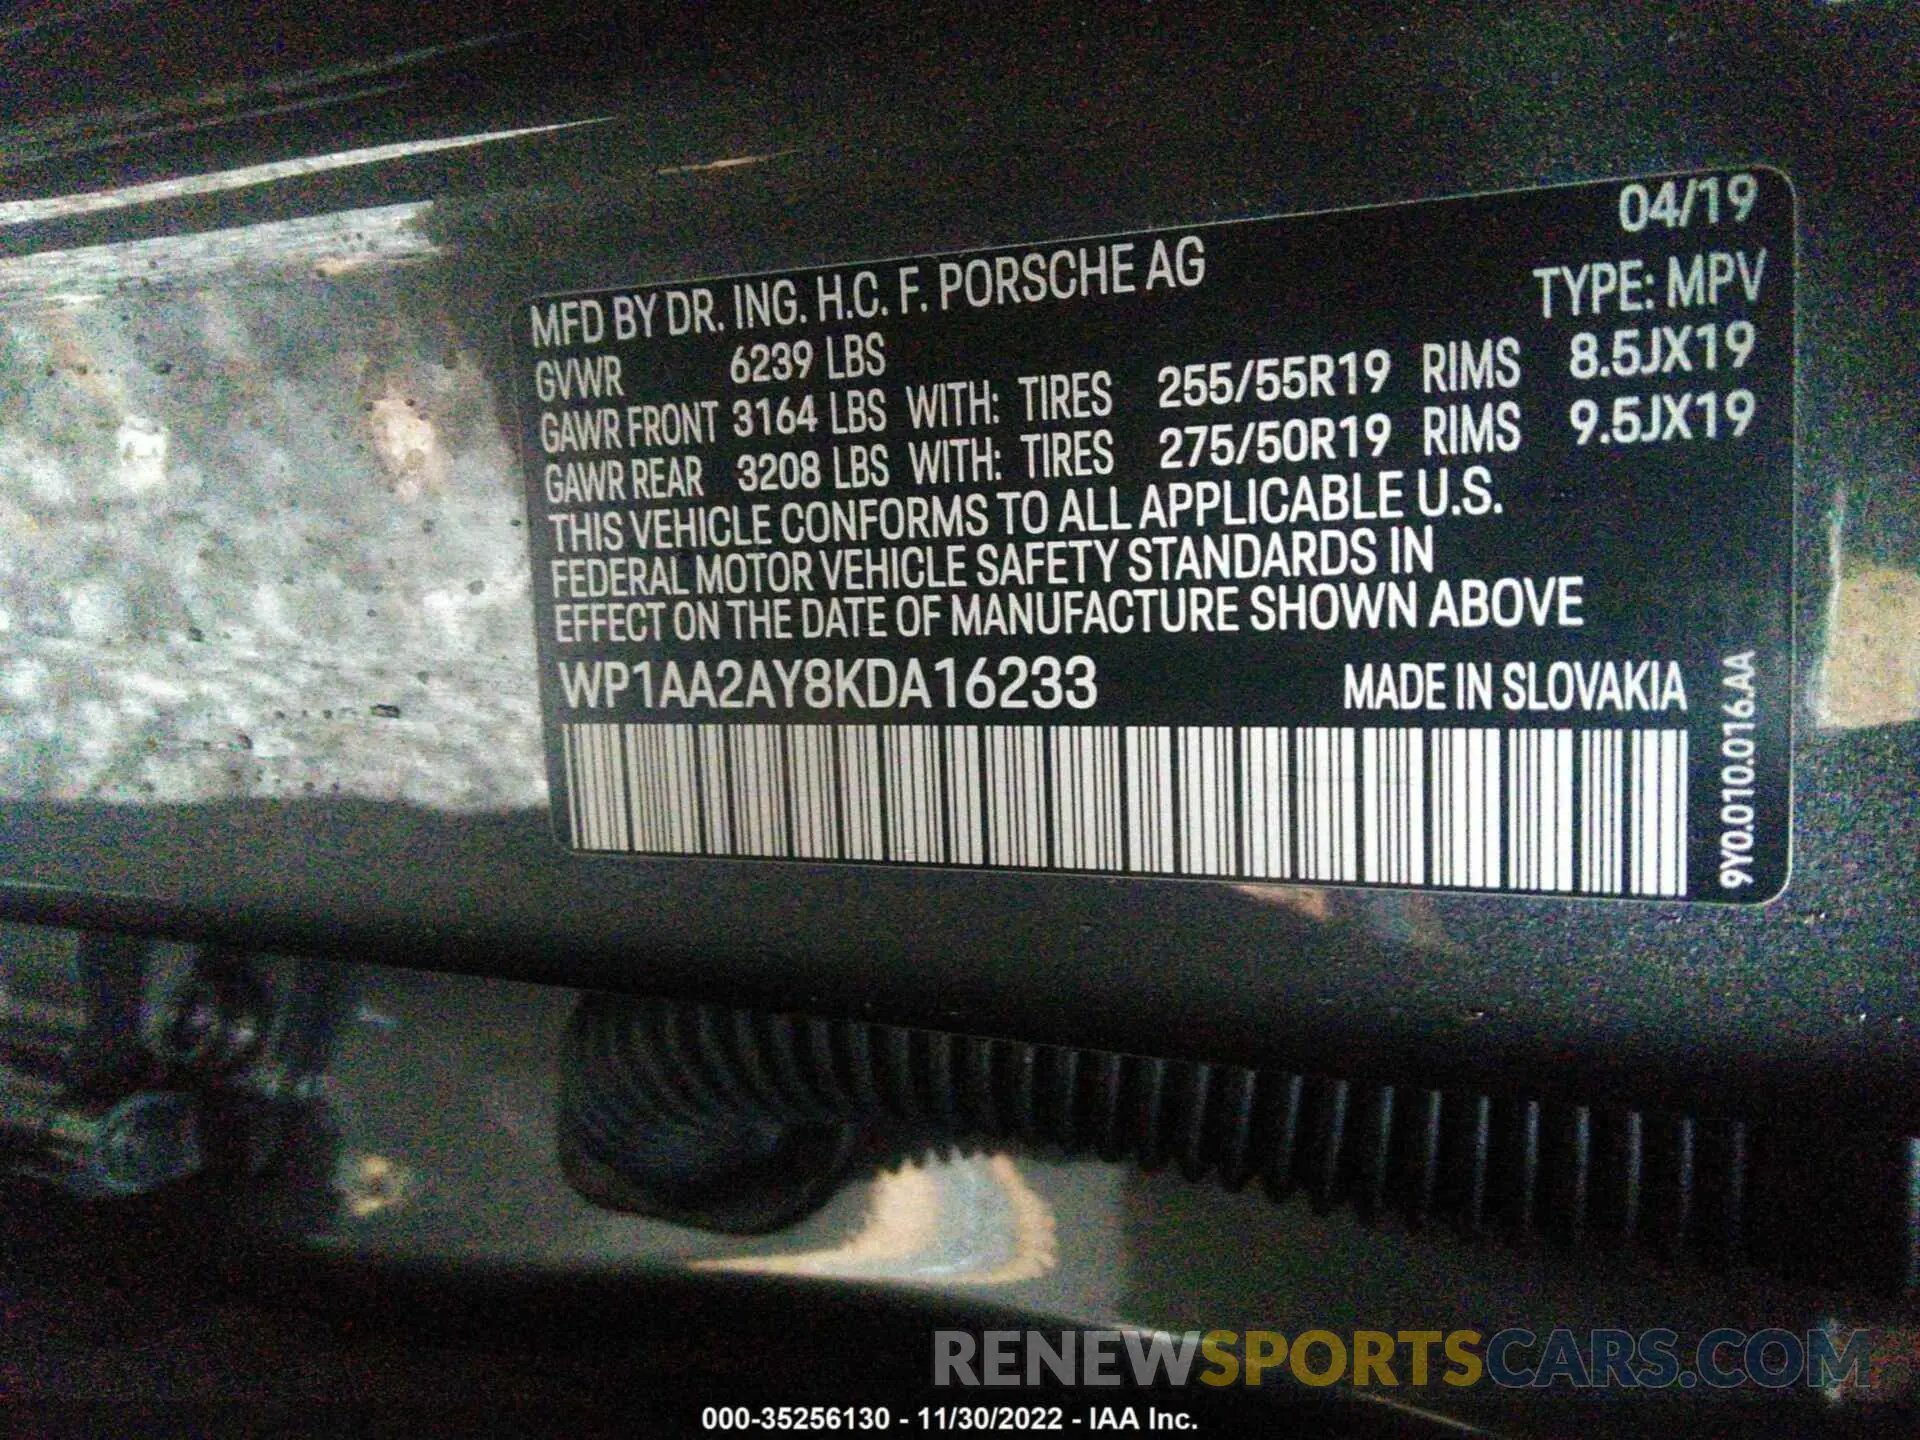 04/19
MFD BY DR. ING. H.C. F. PORSCHE AG
TYPE: MPV
GVWR 6239 LBS
GAWR FRONT 3164 LBS WITH: TIRES 255/55R19 RIMS 8.5JX19
GAWR REAR 3208 LBS WITH: TIRES 275/50R19 RIMS 9.5JX19
THIS VEHICLE CONFORMS TO ALL APPLICABLE U.S.
FEDERAL MOTOR VEHICLE SAFETY STANDARDS IN
EFFECT ON THE DATE OF MANUFACTURE SHOWN ABOVE
WP1AA2AY8KDA16233 MADE IN SLOVAKIA
9Y0.010.016.AA
RENEWSPORTSCARS.COM
000-35256130 - 11/30/2022 - IAA Inc.